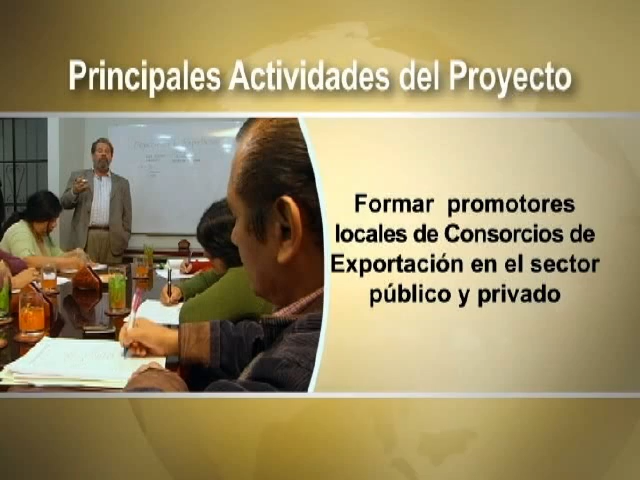 Principales Actividades del Proyecto
Formar promotores
locales de Consorcios de
Exportación en el sector
público y privado